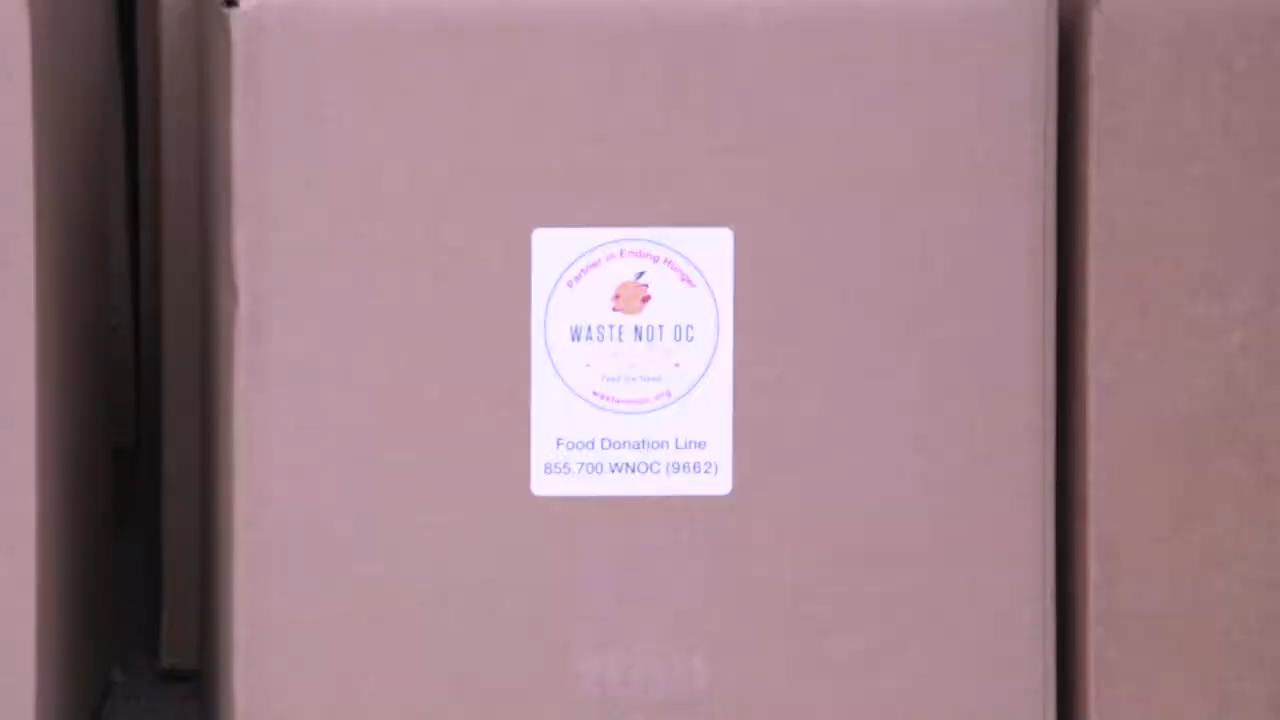 Partner in Ending Hunger
WASTE NOT OC
Feed the Need
wastenotoc.org
Food Donation Line
855.700.WNOC (9662)